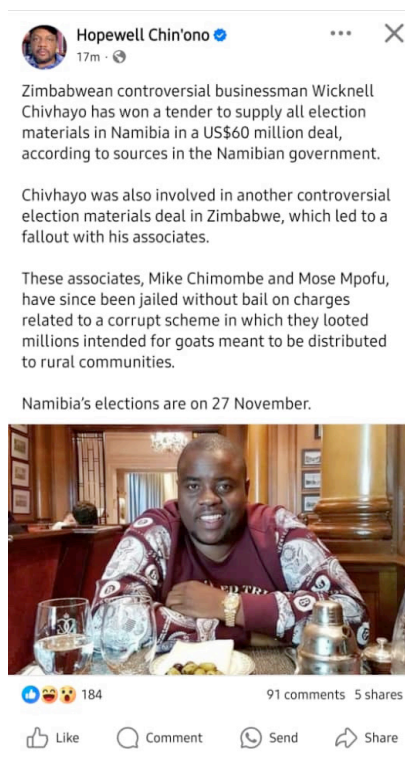 Hopewell Chin'ono
17m ·
Zimbabwean controversial businessman Wicknell
Chivhayo has won a tender to supply all election
materials in Namibia in a US$60 million deal,
according to sources in the Namibian government.
Chivhayo was also involved in another controversial
election materials deal in Zimbabwe, which led to a
fallout with his associates.
These associates, Mike Chimombe and Mose Mpofu,
have since been jailed without bail on charges
related to a corrupt scheme in which they looted
millions intended for goats meant to be distributed
to rural communities.
Namibia's elections are on 27 November.
184
91 comments 5 shares
Like
Comment
Send
Share